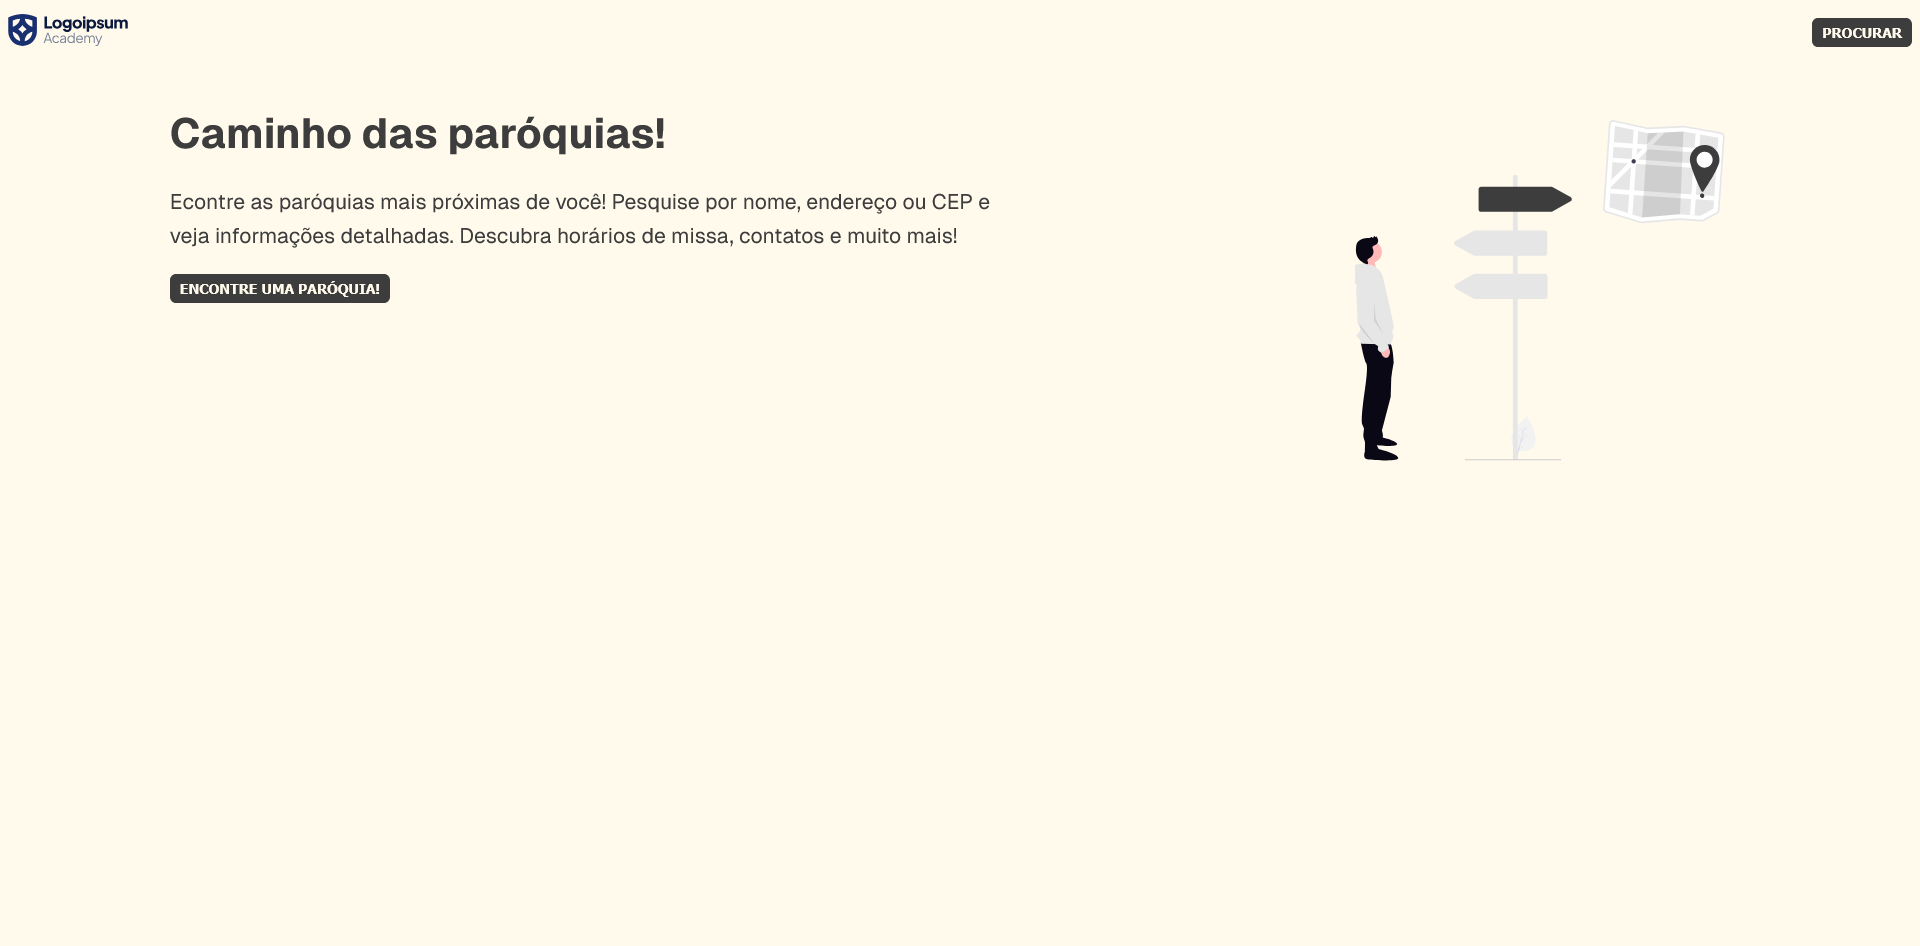 Logoipsum
Academy
PROCURAR
Caminho das paróquias!
Econtre as paróquias mais próximas de você! Pesquise por nome, endereço ou CEP e
veja informações detalhadas. Descubra horários de missa, contatos e muito mais!
ENCONTRE UMA PARÓQUIA!